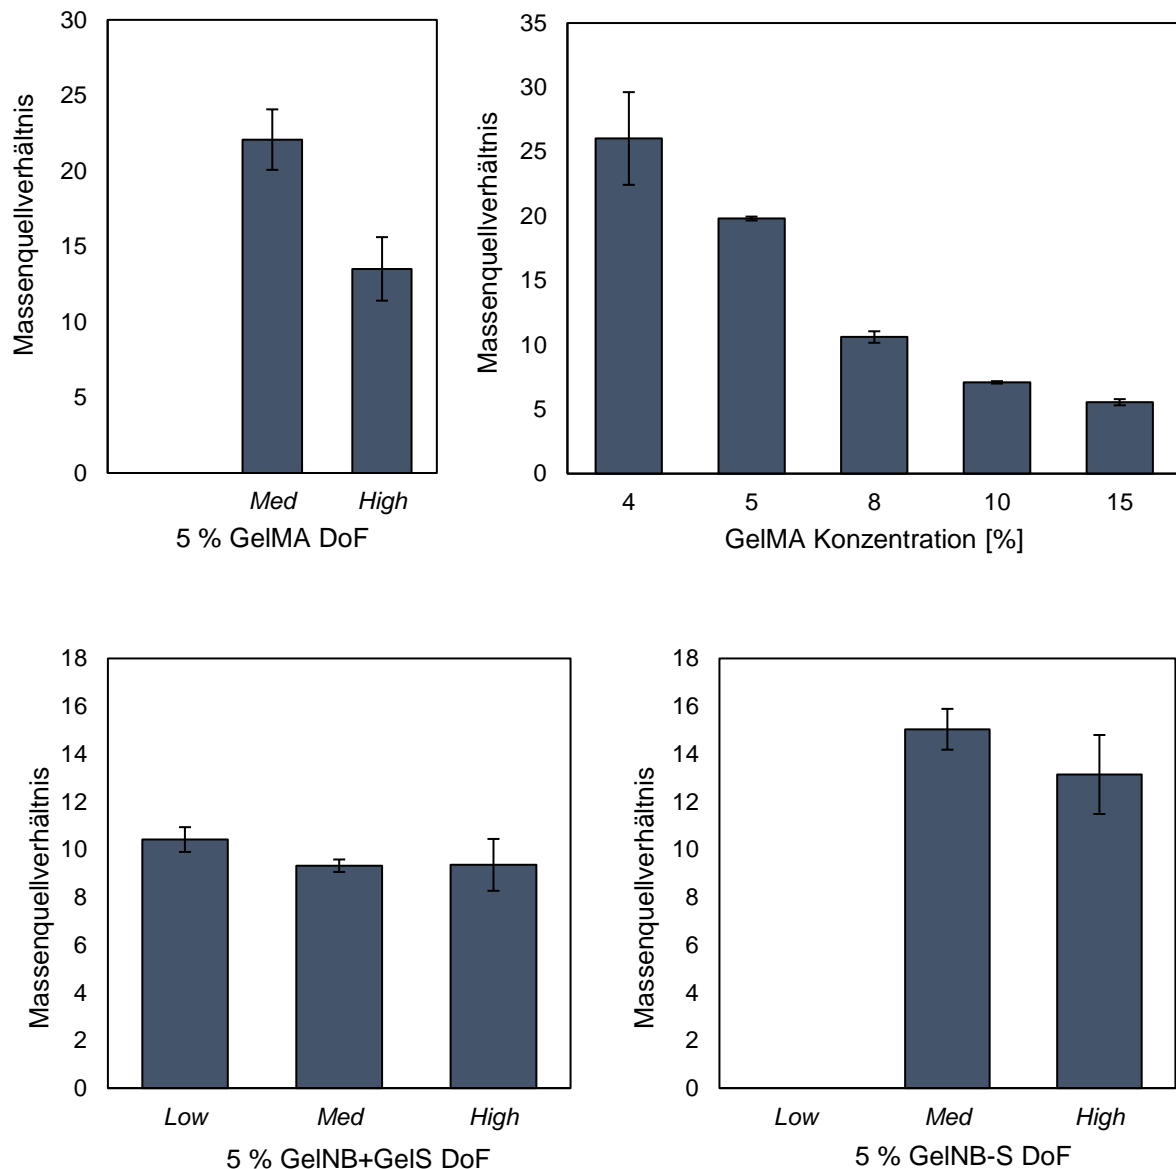 Massenquellverhältnis
30
25
20
15
10
5
0
Med High
5 % GelMA DoF
Massenquellverhältnis
35
30
25
20
15
10
5
0
4 5 8 10 15
GelMA Konzentration [%]
Massenquellverhältnis
18
16
14
12
10
8
6
4
2
0
Low Med High
5 % GelNB+GelS DoF
Massenquellverhältnis
18
16
14
12
10
8
6
4
2
0
Low Med High
5 % GelNB-S DoF